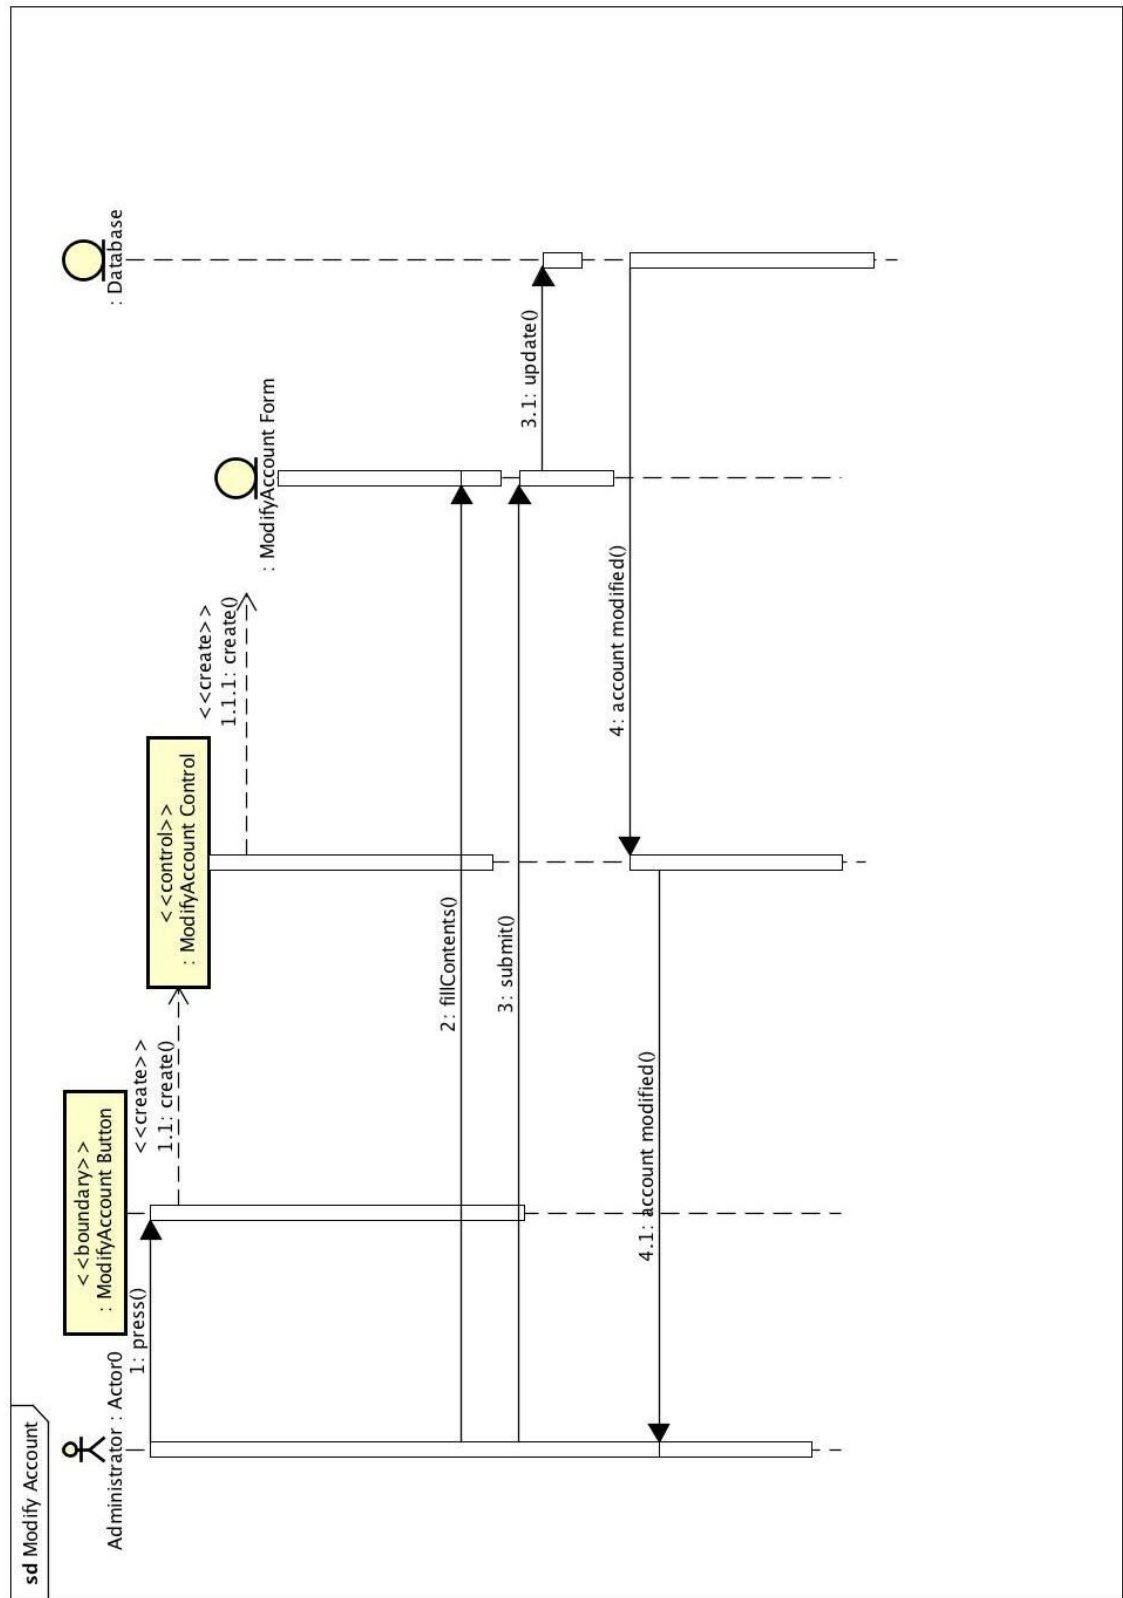 sd Modify Account
Administrator : Actor0
<<boundary>>
: ModifyAccount Button
<<control>>
: ModifyAccount Control
: ModifyAccount Form
: Database
1: press()
<<create>>
1.1: create()
<<create>>
1.1.1: create()
2: fillContents()
3: submit()
3.1: update()
4: account modified()
4.1: account modified()